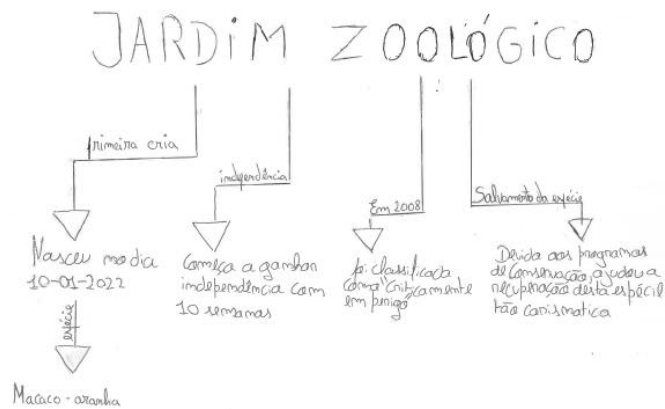 JARDIM ZOOLÓGICO
Primeira cria
independência
Em 2008
Salvamento da espécie
Nasceu no dia
10-01-2022
Começa a ganhar
independência com
10 semanas
foi classificada
como "Criticamente
em perigo"
Devido aos programas
de conservação, ajudou a
recuperação desta espécie
tão carismatica
espécie
Macaco-aranha